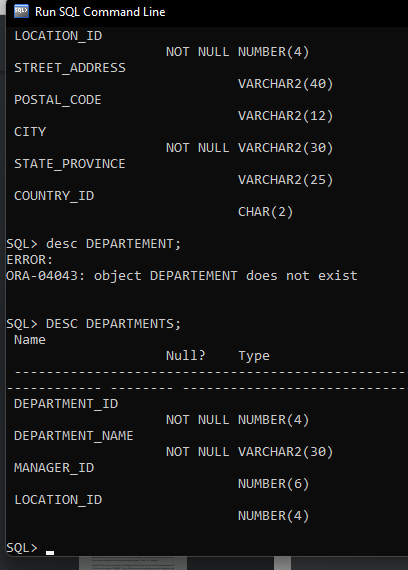 Run SQL Command Line
LOCATION_ID
NOT NULL NUMBER(4)
STREET_ADDRESS
VARCHAR2(40)
POSTAL_CODE
VARCHAR2(12)
CITY
NOT NULL VARCHAR2(30)
STATE_PROVINCE
VARCHAR2(25)
COUNTRY_ID
CHAR(2)
SQL> desc DEPARTEMENT;
ERROR:
ORA-04043: object DEPARTEMENT does not exist
SQL> DESC DEPARTMENTS;
Name
Null? Type
-------------------------------------------------
------------ -------- ----------------------------
DEPARTMENT_ID
NOT NULL NUMBER(4)
DEPARTMENT_NAME
NOT NULL VARCHAR2(30)
MANAGER_ID
NUMBER(6)
LOCATION_ID
NUMBER(4)
SQL>